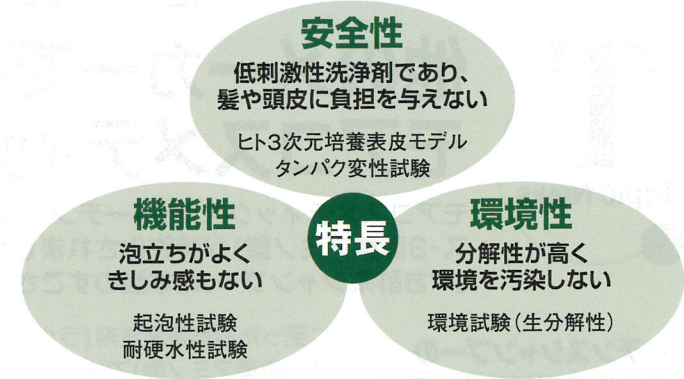 安全性
低刺激性洗浄剤であり、
髪や頭皮に負担を与えない
ヒト3次元培養表皮モデル
タンパク変性試験
特長
機能性
泡立ちがよく
きしみ感もない
起泡性試験
耐硬水性試験
環境性
分解性が高く
環境を汚染しない
環境試験(生分解性)